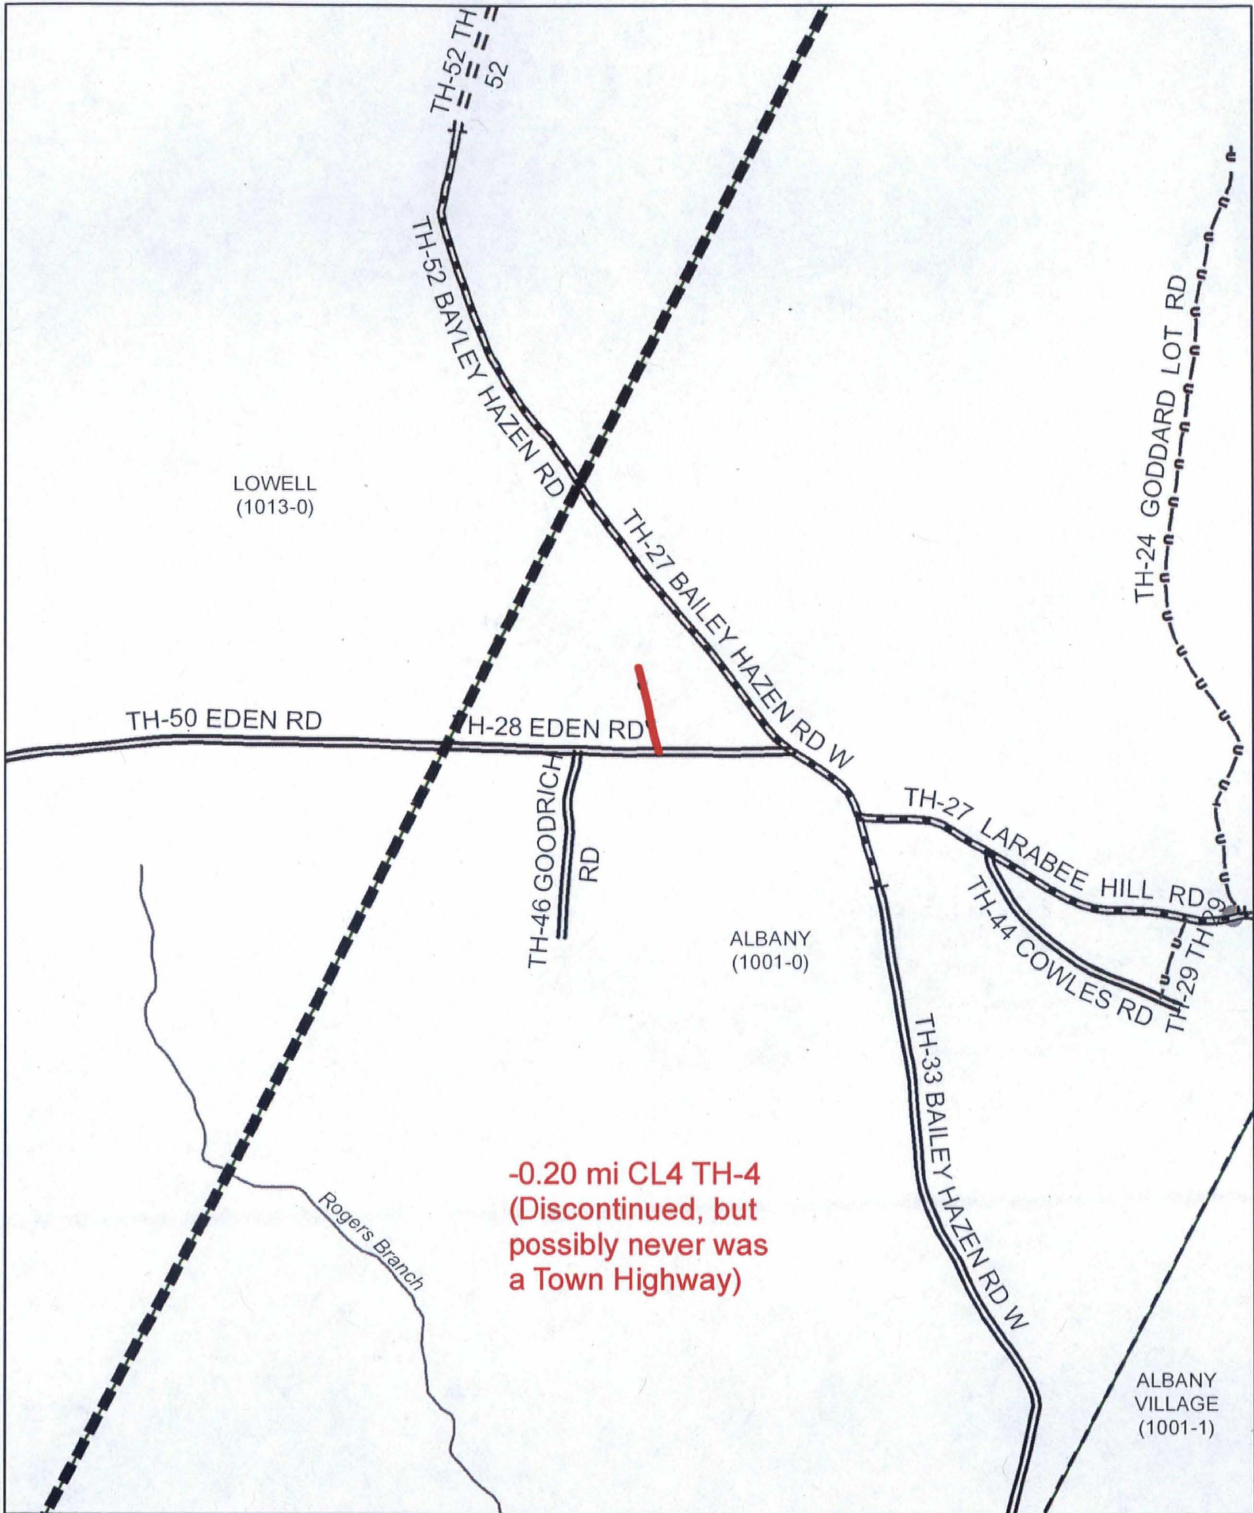 TH-52 TH
52
TH-52 BAYLEY HAZEN RD
LOWELL
(1013-0)
TH-27 BAILEY HAZEN RD W
TH-24 GODDARD LOT RD
TH-50 EDEN RD
H-28 EDEN RD
TH-46 GOODRICH
RD
TH-27 LARABEE HILL RD
TH-44 COWLES RD
TH-29 TH-29
ALBANY
(1001-0)
TH-33 BAILEY HAZEN RD W
Rogers Branch
-0.20 mi CL4 TH-4
(Discontinued, but
possibly never was
a Town Highway)
ALBANY
VILLAGE
(1001-1)